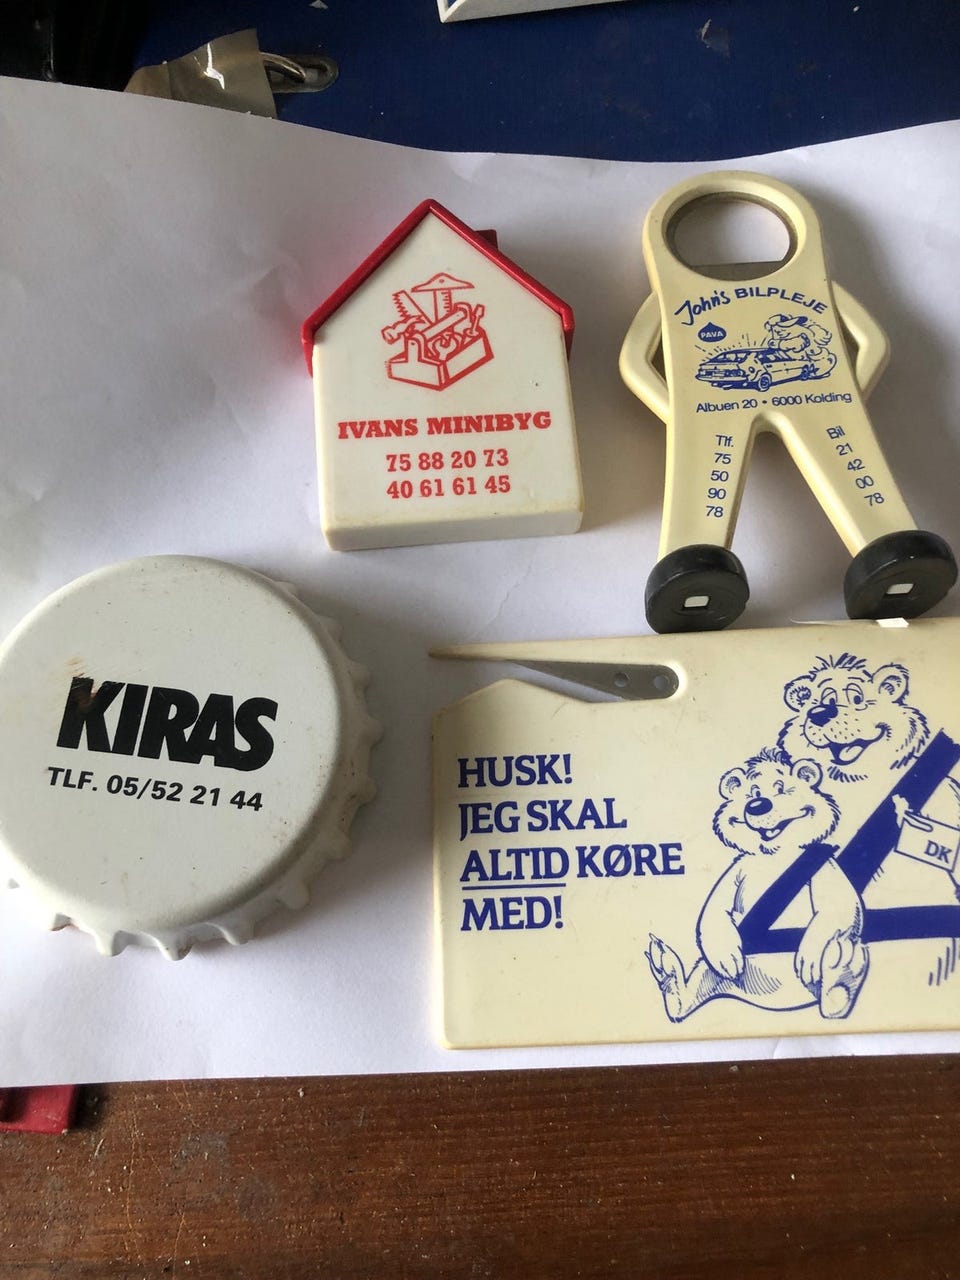 IVANS MINIBYG
75 88 20 73
40 61 61 45
John's BILPLEJE
PAVA
Albuen 20 • 6000 Kolding
Tlf.
75
50
90
78
Bil
21
42
00
78
KIRAS
TLF. 05/52 21 44
HUSK!
JEG SKAL
ALTID KØRE
MED!
DK